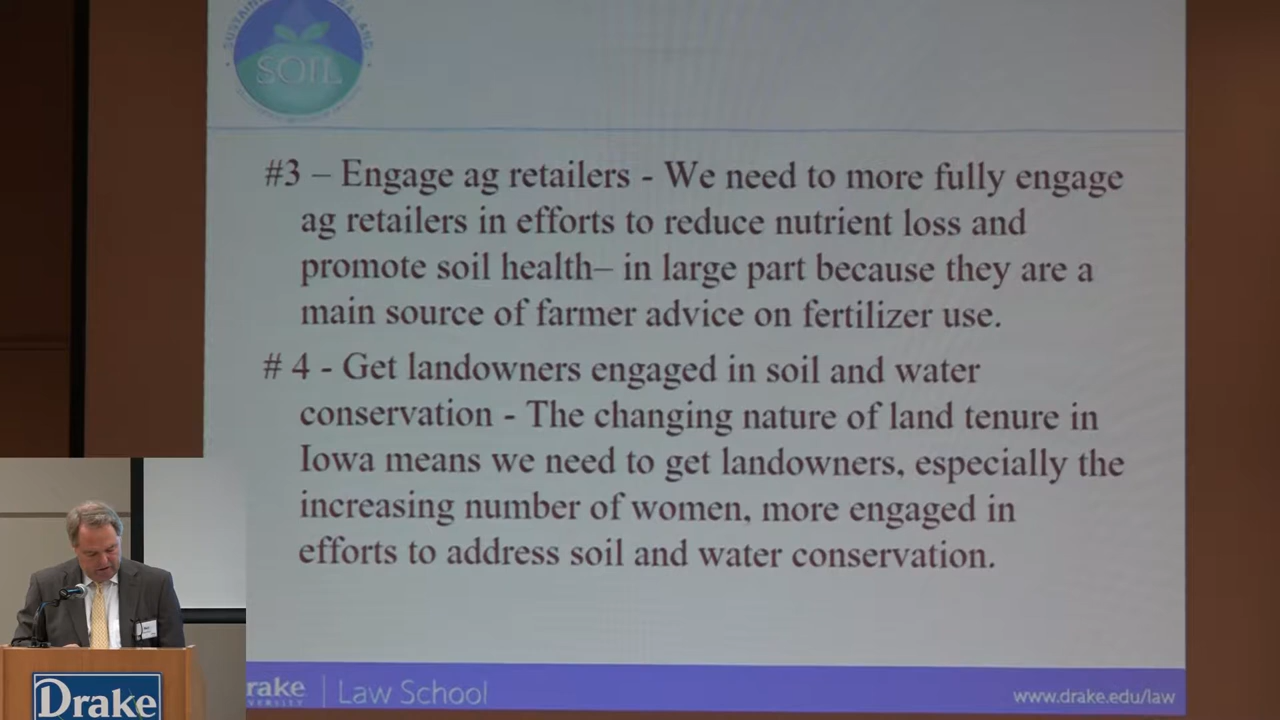 SOIL
#3 – Engage ag retailers - We need to more fully engage
ag retailers in efforts to reduce nutrient loss and
promote soil health– in large part because they are a
main source of farmer advice on fertilizer use.
# 4 - Get landowners engaged in soil and water
conservation - The changing nature of land tenure in
Iowa means we need to get landowners, especially the
increasing number of women, more engaged in
efforts to address soil and water conservation.
rake
Law School
www.drake.edu/law
Drake